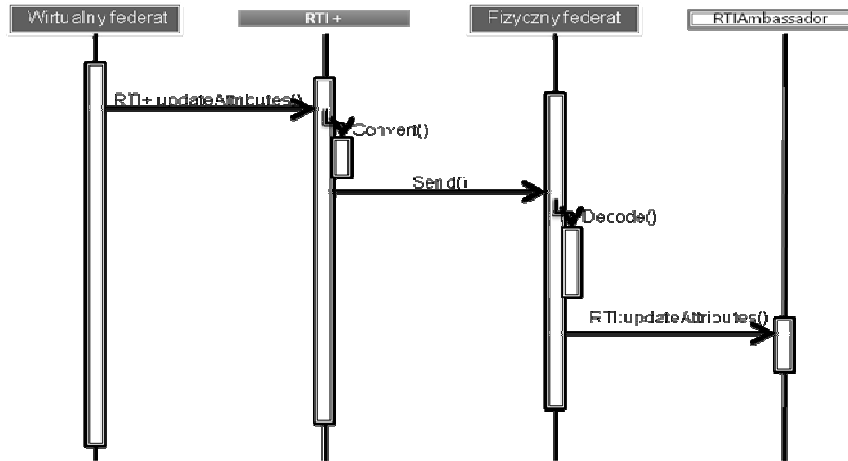 Wirtualny federat
RTI +
Fizyczny federat
RTIAmbassador
RTI+ updateAttributes()
Convert()
Send()
Decode()
RTI:updateAttributes()